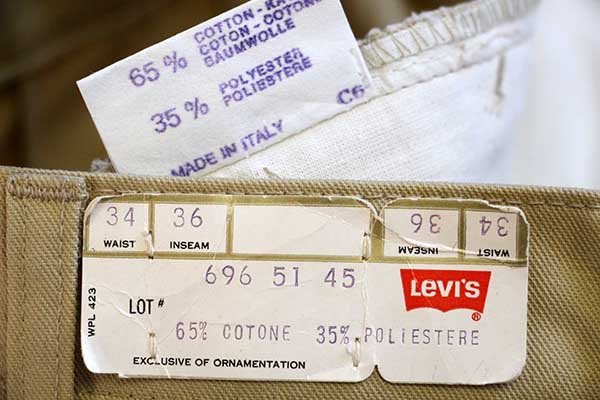 65% COTTON-
COTON-COTONE
BAUMWOLLE
35% POLYESTER
POLIESTERE
C6
MADE IN ITALY
34 36 36 34
WAIST INSEAM INSEAM WAIST
696 51 45
LEVI'S ®
WPL 423
LOT #
65% COTONE 35% POLIESTERE
EXCLUSIVE OF ORNAMENTATION